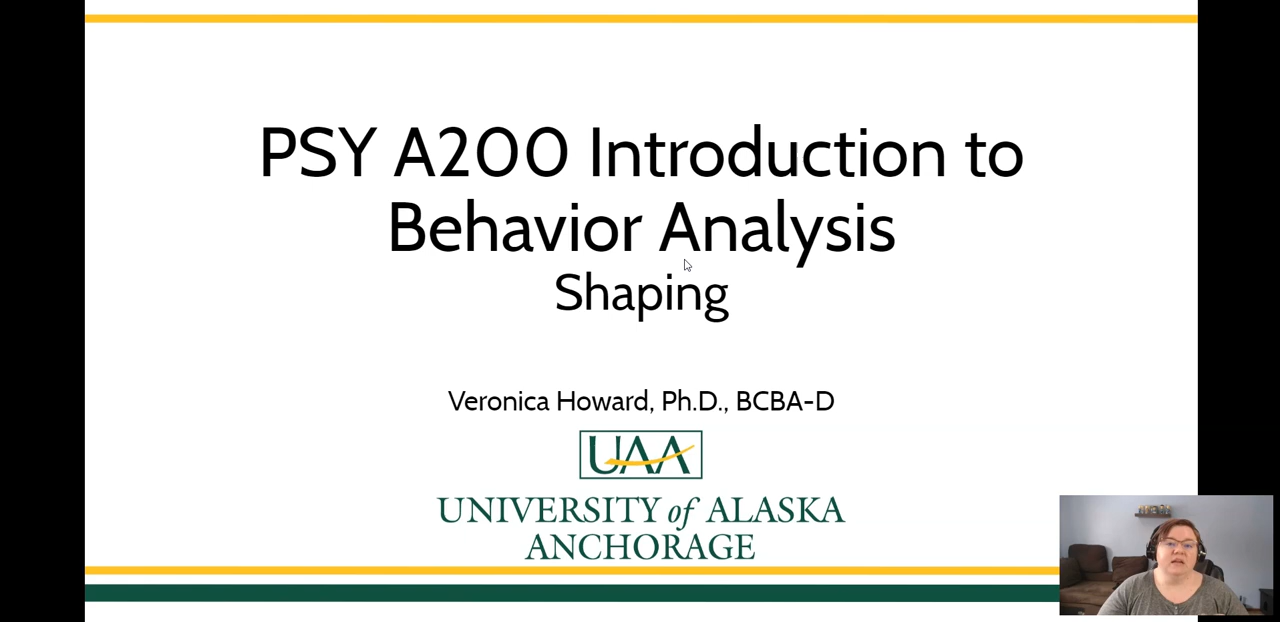 PSY A200 Introduction to
Behavior Analysis
Shaping
Veronica Howard, Ph.D., BCBA-D
UAA
UNIVERSITY of ALASKA
ANCHORAGE